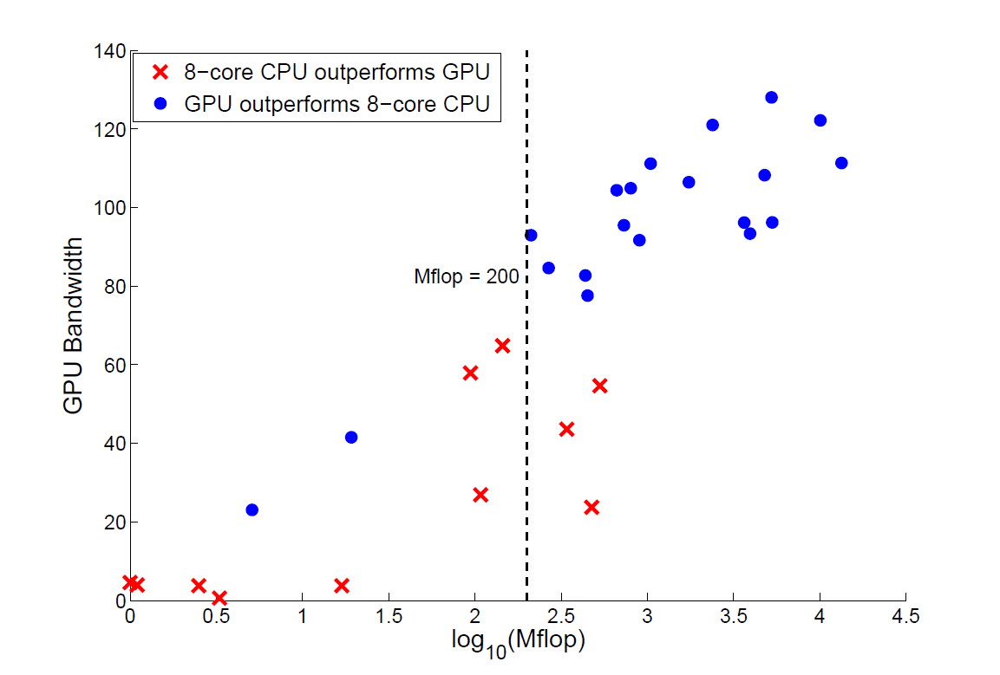 140
8−core CPU outperforms GPU
GPU outperforms 8−core CPU
120
100
80
60
40
20
0
GPU Bandwidth
Mflop = 200
0 0.5 1 1.5 2 2.5 3 3.5 4 4.5
log10(Mflop)